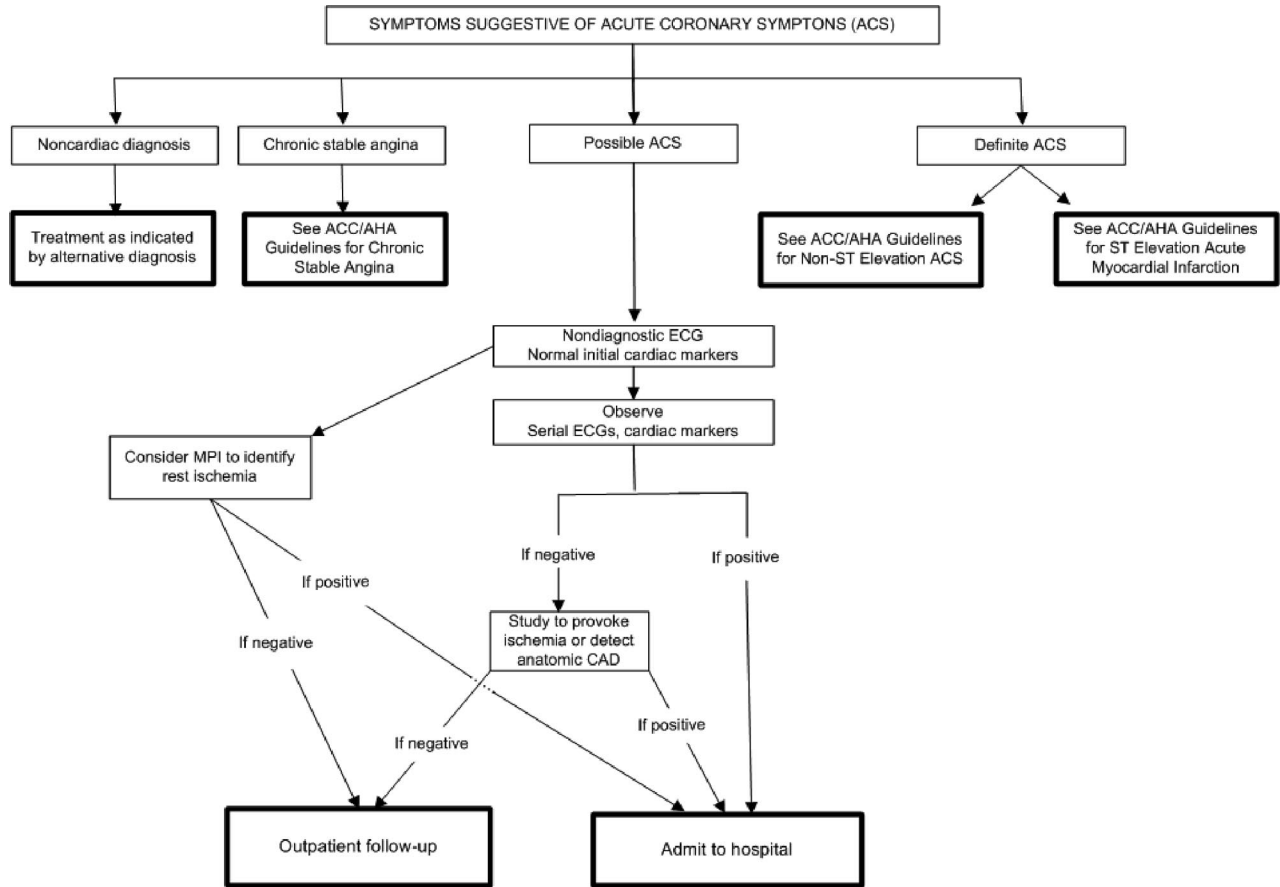 SYMPTOMS SUGGESTIVE OF ACUTE CORONARY SYMPTONS (ACS)
Noncardiac diagnosis
Chronic stable angina
Possible ACS
Definite ACS
Treatment as indicated
by alternative diagnosis
See ACC/AHA
Guidelines for Chronic
Stable Angina
See ACC/AHA Guidelines
for Non-ST Elevation ACS
See ACC/AHA Guidelines
for ST Elevation Acute
Myocardial Infarction
Nondiagnostic ECG
Normal initial cardiac markers
Observe
Serial ECGs, cardiac markers
Consider MPI to identify
rest ischemia
If negative
If positive
If positive
Study to provoke
ischemia or detect
anatomic CAD
If negative
If positive
If negative
Outpatient follow-up
Admit to hospital